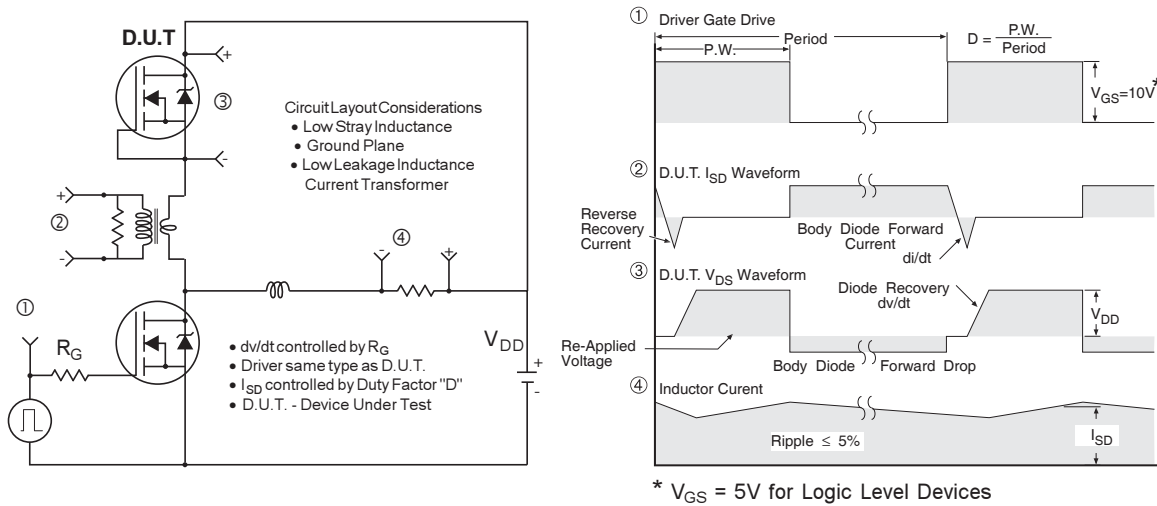 D.U.T
+
③
-
Circuit Layout Considerations
• Low Stray Inductance
• Ground Plane
• Low Leakage Inductance
Current Transformer
+
②
-
④
-
+
①
R_G
• dv/dt controlled by R_G
• Driver same type as D.U.T.
• I_SD controlled by Duty Factor "D"
• D.U.T. - Device Under Test
V_DD
+
-
① Driver Gate Drive
P.W.
Period
D = P.W. / Period
V_GS=10V *
② D.U.T. I_SD Waveform
Reverse
Recovery
Current
Body Diode Forward
Current
di/dt
③ D.U.T. V_DS Waveform
Diode Recovery
dv/dt
V_DD
Re-Applied
Voltage
Body Diode Forward Drop
④ Inductor Curent
Ripple ≤ 5%
I_SD
* V_GS = 5V for Logic Level Devices